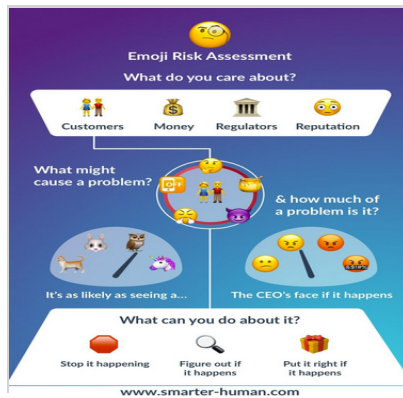 Emoji Risk Assessment
What do you care about?
Customers Money Regulators Reputation
What might
cause a problem?
& how much of
a problem is it?
It's as likely as seeing a...
The CEO's face if it happens
What can you do about it?
Stop it happening
Figure out if
it happens
Put it right if
it happens
www.smarter-human.com